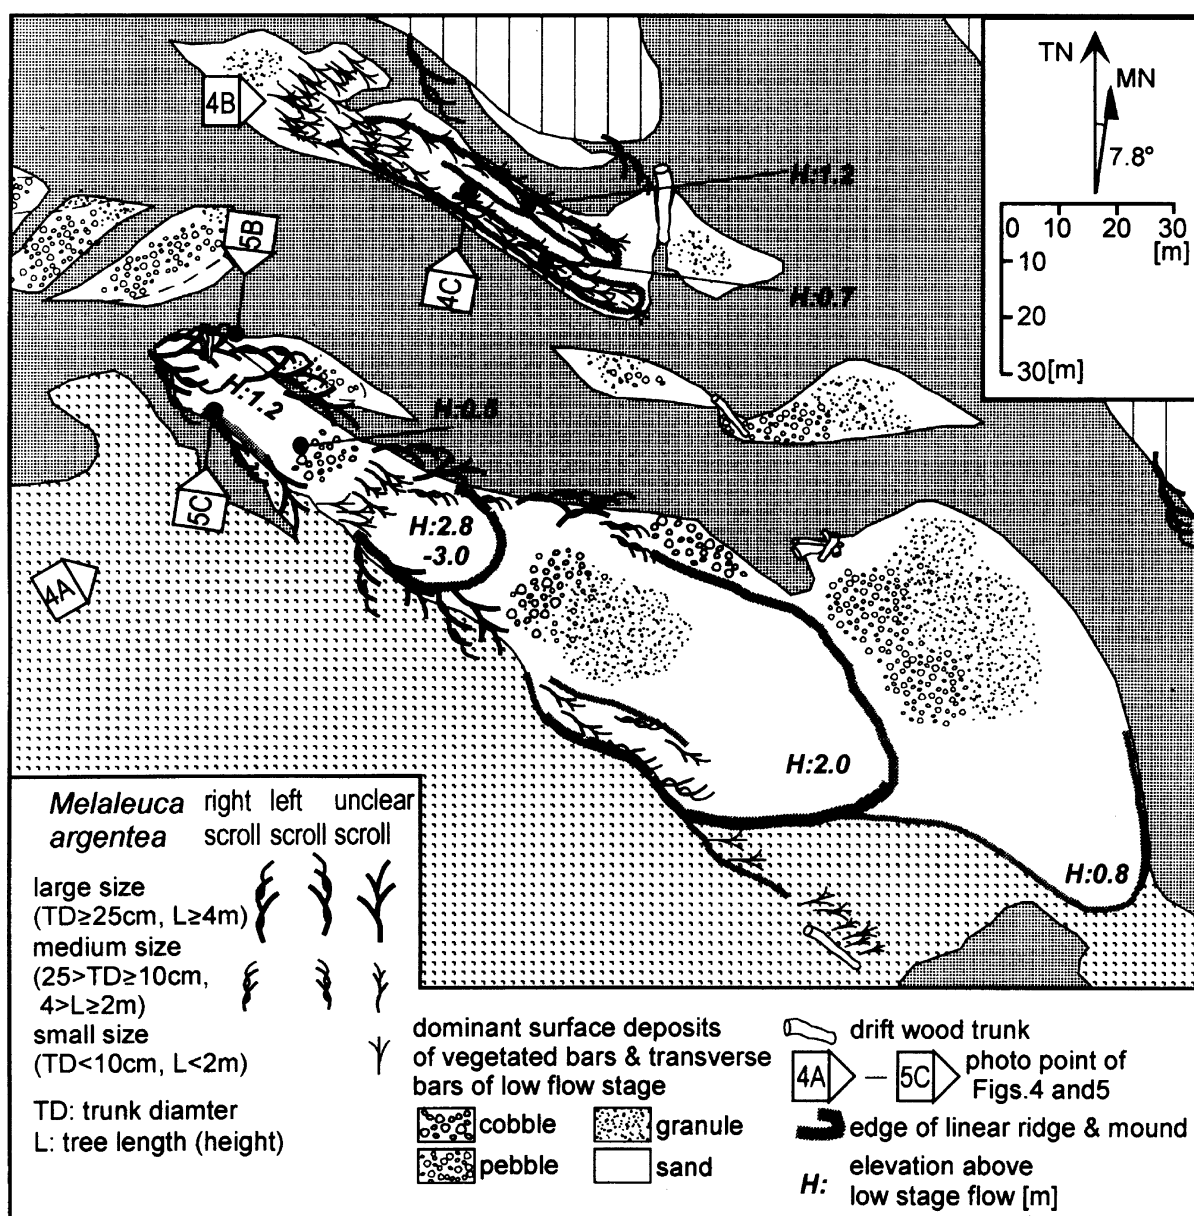 TN
MN
7.8°
0 10 20 30
[m]
10
20
30[m]
4B
5B
4C
H:1.2
H:0.7
H:1.2
H:0.5
5C
4A
H:2.8
-3.0
H:2.0
H:0.8
Melaleuca argentea
right scroll
left scroll
unclear scroll
large size
(TD≥25cm, L≥4m)
medium size
(25>TD≥10cm,
4>L≥2m)
small size
(TD<10cm, L<2m)
TD: trunk diamter
L: tree length (height)
dominant surface deposits
of vegetated bars & transverse
bars of low flow stage
cobble
granule
pebble
sand
drift wood trunk
4A – 5C photo point of
Figs.4 and5
edge of linear ridge & mound
H: elevation above
low stage flow [m]